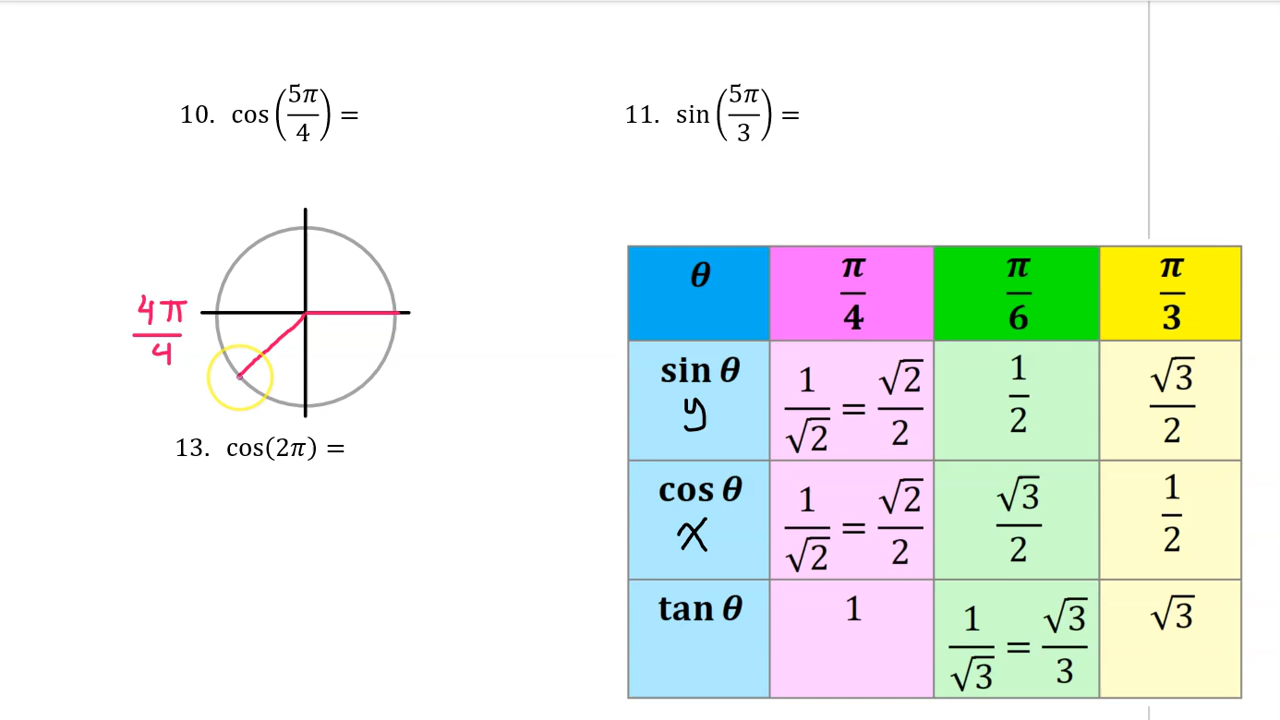 10. cos(5π/4) =
11. sin(5π/3) =
4π/4
13. cos(2π) =
θ π/4 π/6 π/3
sin θ y 1/√2 = √2/2 1/2 √3/2
cos θ x 1/√2 = √2/2 √3/2 1/2
tan θ 1 1/√3 = √3/3 √3